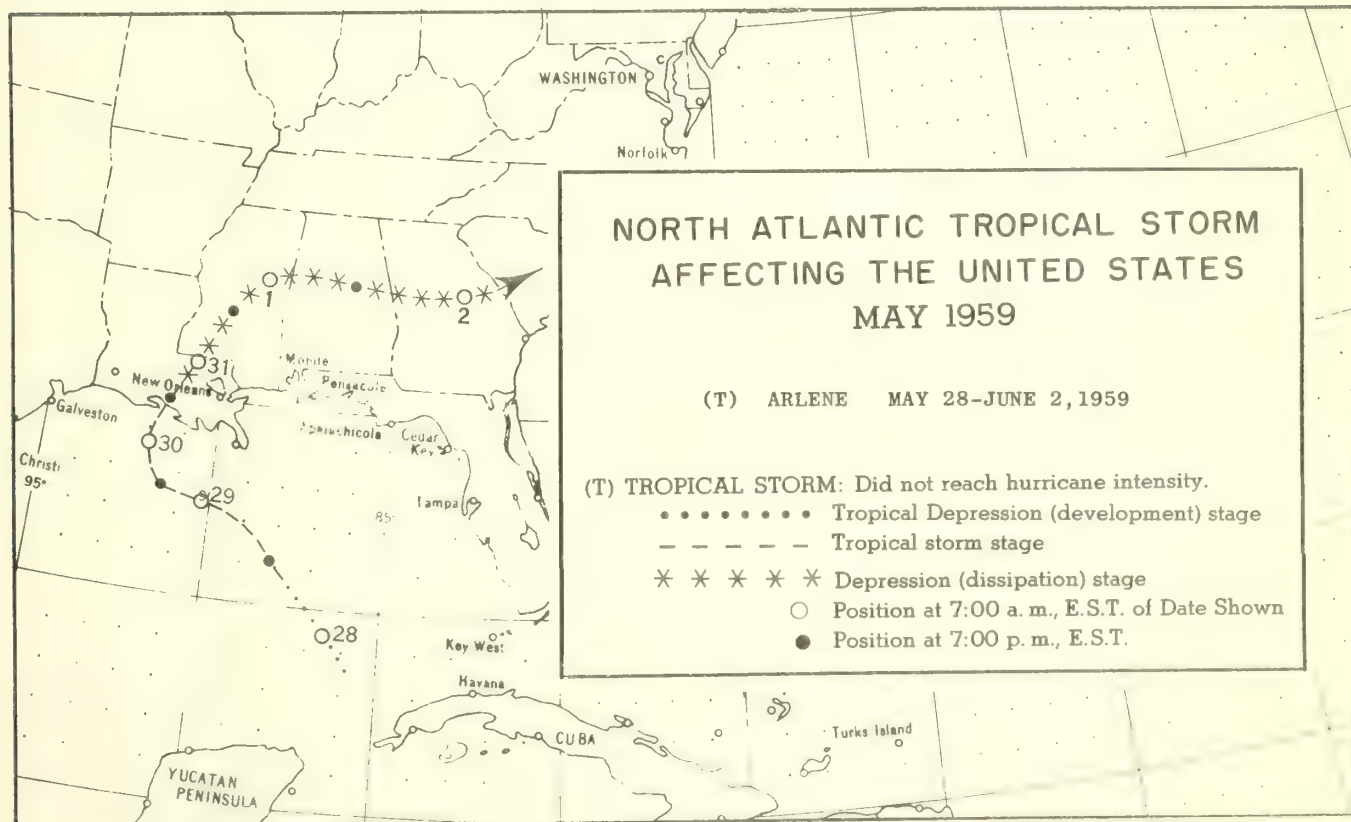 WASHINGTON
Norfolk
NORTH ATLANTIC TROPICAL STORM
AFFECTING THE UNITED STATES
MAY 1959
(T) ARLENE MAY 28-JUNE 2, 1959
(T) TROPICAL STORM: Did not reach hurricane intensity.
Tropical Depression (development) stage
Tropical storm stage
Depression (dissipation) stage
Position at 7:00 a. m., E.S.T. of Date Shown
Position at 7:00 p. m., E.S.T.
1
2
31
Mobile
Pensacola
New Orleans
Galveston
Apalachicola
Cedar
Key
30
Christi
95°
29
85°
Tampa
28
Key West
Havana
CUBA
Turks Island
YUCATAN
PENINSULA